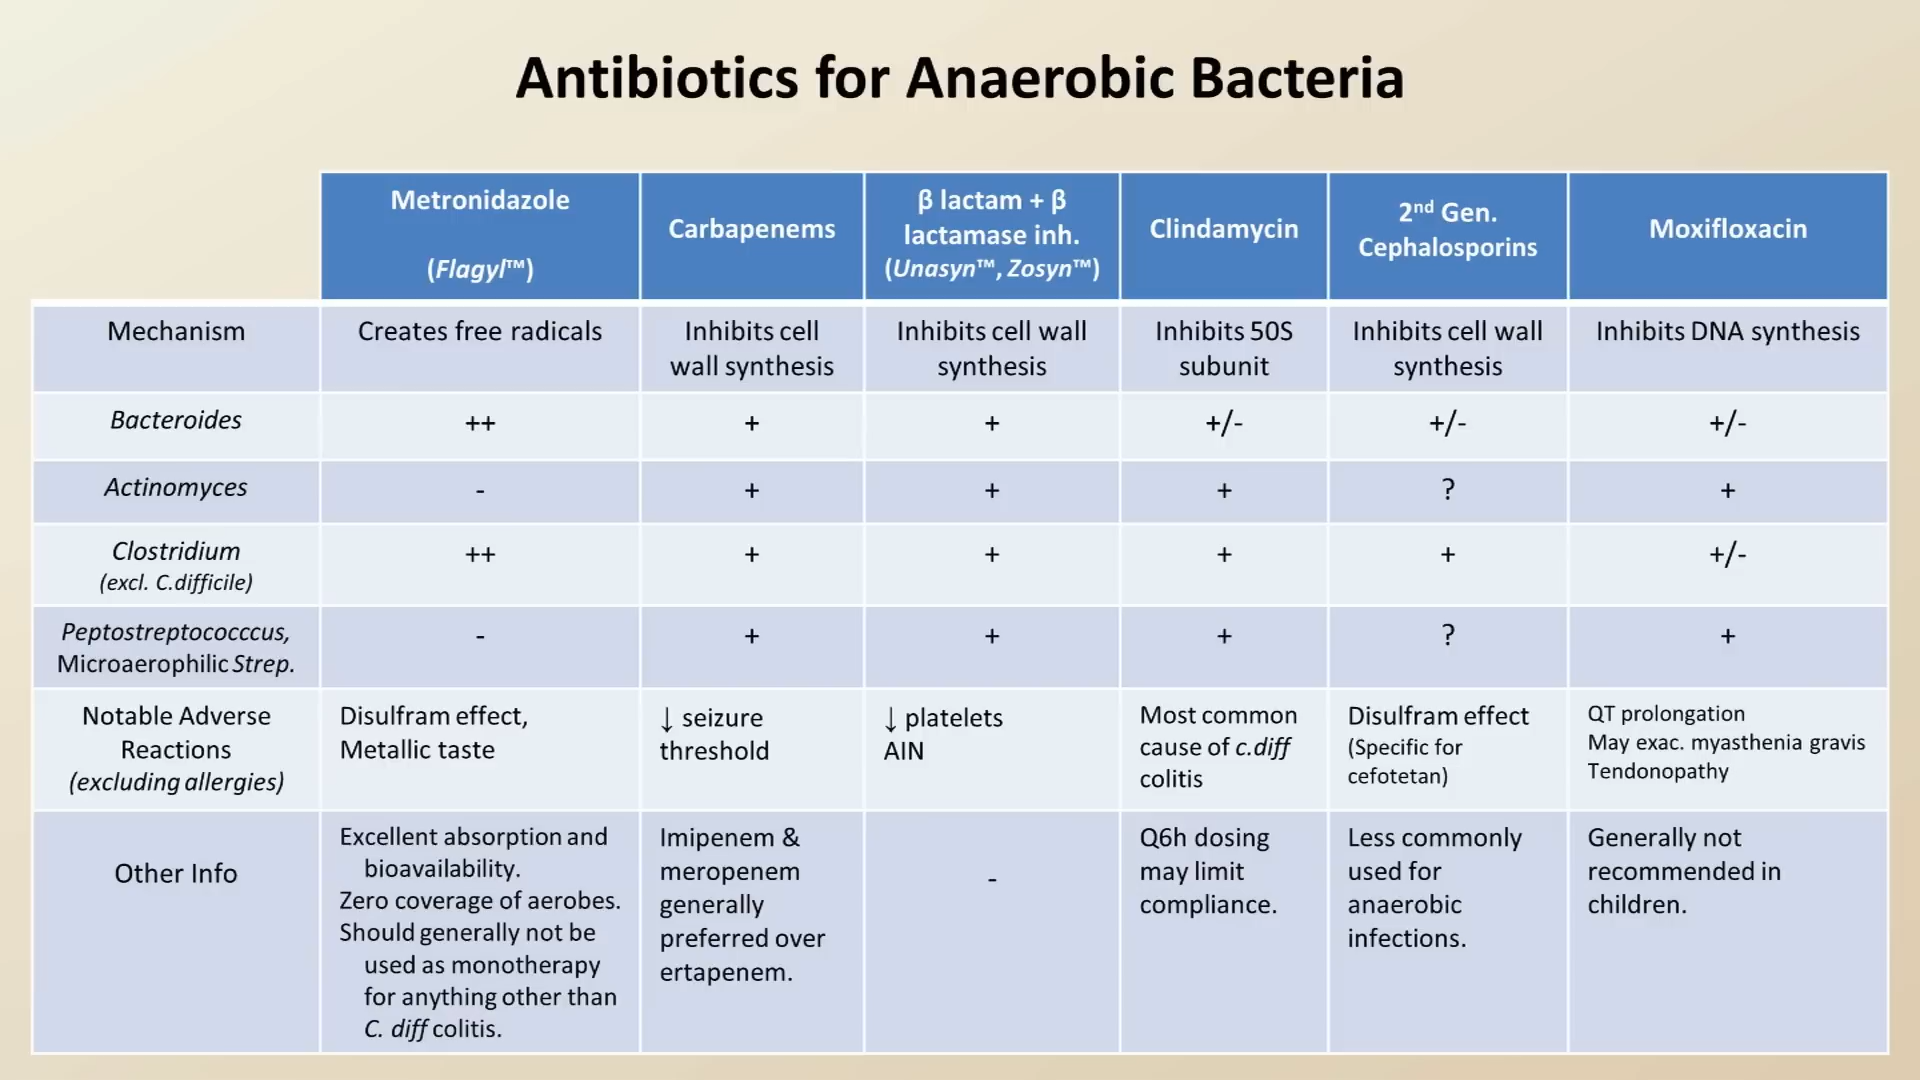 Antibiotics for Anaerobic Bacteria
Metronidazole
(Flagyl™)
Carbapenems
β lactam + β
lactamase inh.
(Unasyn™, Zosyn™)
Clindamycin
2nd Gen.
Cephalosporins
Moxifloxacin
Mechanism
Creates free radicals
Inhibits cell
wall synthesis
Inhibits cell wall
synthesis
Inhibits 50S
subunit
Inhibits cell wall
synthesis
Inhibits DNA synthesis
Bacteroides
++
+
+
+/-
+/-
+/-
Actinomyces
-
+
+
+
?
+
Clostridium
(excl. C.difficile)
++
+
+
+
+
+/-
Peptostreptococccus,
Microaerophilic Strep.
-
+
+
+
?
+
Notable Adverse
Reactions
(excluding allergies)
Disulfram effect,
Metallic taste
↓ seizure
threshold
↓ platelets
AIN
Most common
cause of c.diff
colitis
Disulfram effect
(Specific for
cefotetan)
QT prolongation
May exac. myasthenia gravis
Tendonopathy
Other Info
Excellent absorption and
bioavailability.
Zero coverage of aerobes.
Should generally not be
used as monotherapy
for anything other than
C. diff colitis.
Imipenem &
meropenem
generally
preferred over
ertapenem.
-
Q6h dosing
may limit
compliance.
Less commonly
used for
anaerobic
infections.
Generally not
recommended in
children.